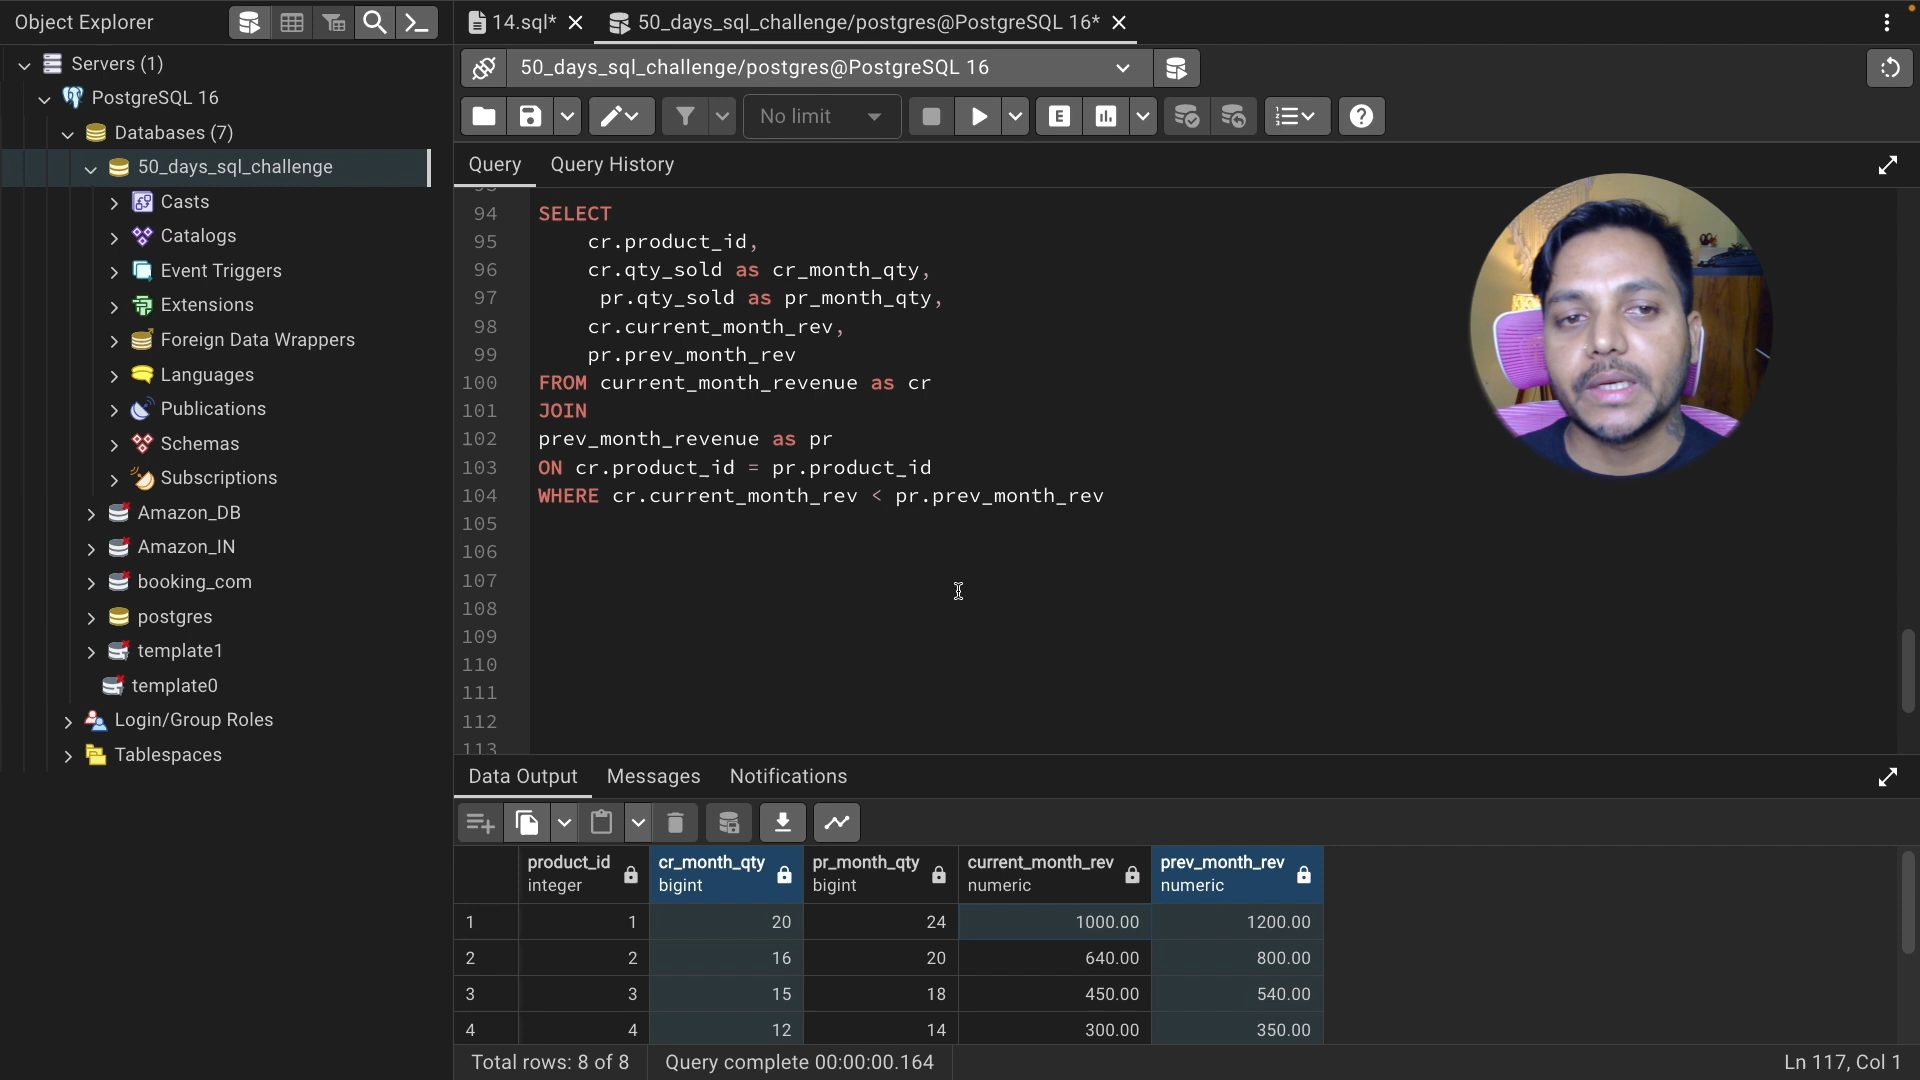 Object Explorer
14.sql*
50_days_sql_challenge/postgres@PostgreSQL 16*
Servers (1)
PostgreSQL 16
Databases (7)
50_days_sql_challenge
Casts
Catalogs
Event Triggers
Extensions
Foreign Data Wrappers
Languages
Publications
Schemas
Subscriptions
Amazon_DB
Amazon_IN
booking_com
postgres
template1
template0
Login/Group Roles
Tablespaces
50_days_sql_challenge/postgres@PostgreSQL 16
No limit
E
Query Query History
93
94 SELECT
95 cr.product_id,
96 cr.qty_sold as cr_month_qty,
97 pr.qty_sold as pr_month_qty,
98 cr.current_month_rev,
99 pr.prev_month_rev
100 FROM current_month_revenue as cr
101 JOIN
102 prev_month_revenue as pr
103 ON cr.product_id = pr.product_id
104 WHERE cr.current_month_rev < pr.prev_month_rev
105
106
107
108
109
110
111
112
113
Data Output Messages Notifications
product_id cr_month_qty pr_month_qty current_month_rev prev_month_rev
integer bigint bigint numeric numeric
1 1 20 24 1000.00 1200.00
2 2 16 20 640.00 800.00
3 3 15 18 450.00 540.00
4 4 12 14 300.00 350.00
Total rows: 8 of 8 Query complete 00:00:00.164 Ln 117, Col 1